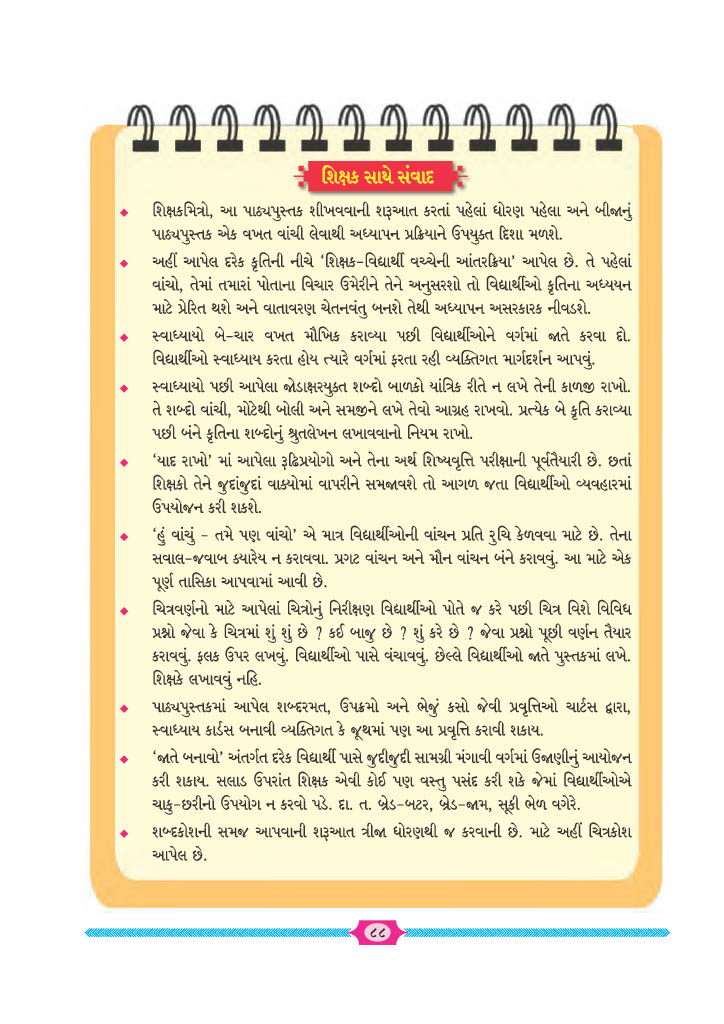 શિક્ષક સાથે સંવાદ
◆ શિક્ષકમિત્રો, આ પાઠ્યપુસ્તક શીખવવાની શરૂઆત કરતાં પહેલાં ધોરણ પહેલા અને બીજાનું
પાઠ્યપુસ્તક એક વખત વાંચી લેવાથી અધ્યાપન પ્રક્રિયાને ઉપયુક્ત દિશા મળશે.
◆ અહીં આપેલ દરેક કૃતિની નીચે ‘શિક્ષક-વિદ્યાર્થી વચ્ચેની આંતરક્રિયા’ આપેલ છે. તે પહેલાં
વાંચો, તેમાં તમારાં પોતાના વિચાર ઉમેરીને તેને અનુસરશો તો વિદ્યાર્થીઓ કૃતિના અધ્યયન
માટે પ્રેરિત થશે અને વાતાવરણ ચેતનવંતુ બનશે તેથી અધ્યાપન અસરકારક નીવડશે.
◆ સ્વાધ્યાયો બે-ચાર વખત મૌખિક કરાવ્યા પછી વિદ્યાર્થીઓને વર્ગમાં જાતે કરવા દો.
વિદ્યાર્થીઓ સ્વાધ્યાય કરતા હોય ત્યારે વર્ગમાં ફરતા રહી વ્યક્તિગત માર્ગદર્શન આપવું.
◆ સ્વાધ્યાયો પછી આપેલા જોડાક્ષરયુક્ત શબ્દો બાળકો યાંત્રિક રીતે ન લખે તેની કાળજી રાખો.
તે શબ્દો વાંચી, મોટેથી બોલી અને સમજીને લખે તેવો આગ્રહ રાખવો. પ્રત્યેક બે કૃતિ કરાવ્યા
પછી બંને કૃતિના શબ્દોનું શ્રુતલેખન લખાવવાનો નિયમ રાખો.
◆ ‘યાદ રાખો’ માં આપેલા રૂઢિપ્રયોગો અને તેના અર્થ શિષ્યવૃત્તિ પરીક્ષાની પૂર્વતૈયારી છે. છતાં
શિક્ષકો તેને જુદાંજુદાં વાક્યોમાં વાપરીને સમજાવશે તો આગળ જતા વિદ્યાર્થીઓ વ્યવહારમાં
ઉપયોજન કરી શકશે.
◆ ‘હું વાંચું - તમે પણ વાંચો’ એ માત્ર વિદ્યાર્થીઓની વાંચન પ્રતિ રુચિ કેળવવા માટે છે. તેના
સવાલ-જવાબ ક્યારેય ન કરાવવા. પ્રગટ વાંચન અને મૌન વાંચન બંને કરાવવું. આ માટે એક
પૂર્ણ તાસિકા આપવામાં આવી છે.
◆ ચિત્રવર્ણનો માટે આપેલાં ચિત્રોનું નિરીક્ષણ વિદ્યાર્થીઓ પોતે જ કરે પછી ચિત્ર વિશે વિવિધ
પ્રશ્નો જેવા કે ચિત્રમાં શું શું છે ? કઈ બાજુ છે ? શું કરે છે ? જેવા પ્રશ્નો પૂછી વર્ણન તૈયાર
કરાવવું. ફલક ઉપર લખવું. વિદ્યાર્થીઓ પાસે વંચાવવું. છેલ્લે વિદ્યાર્થીઓ જાતે પુસ્તકમાં લખે.
શિક્ષકે લખાવવું નહિ.
◆ પાઠ્યપુસ્તકમાં આપેલ શબ્દરમત, ઉપક્રમો અને ભેજું કસો જેવી પ્રવૃત્તિઓ ચાર્ટસ દ્વારા,
સ્વાધ્યાય કાર્ડસ બનાવી વ્યક્તિગત કે જૂથમાં પણ આ પ્રવૃત્તિ કરાવી શકાય.
◆ ‘જાતે બનાવો’ અંતર્ગત દરેક વિદ્યાર્થી પાસે જુદીજુદી સામગ્રી મંગાવી વર્ગમાં ઉજાણીનું આયોજન
કરી શકાય. સલાડ ઉપરાંત શિક્ષક એવી કોઈ પણ વસ્તુ પસંદ કરી શકે જેમાં વિદ્યાર્થીઓએ
ચાકુ-છરીનો ઉપયોગ ન કરવો પડે. દા. ત. બ્રેડ-બટર, બ્રેડ-જામ, સૂકી ભેળ વગેરે.
◆ શબ્દકોશની સમજ આપવાની શરૂઆત ત્રીજા ધોરણથી જ કરવાની છે. માટે અહીં ચિત્રકોશ
આપેલ છે.
૮૮